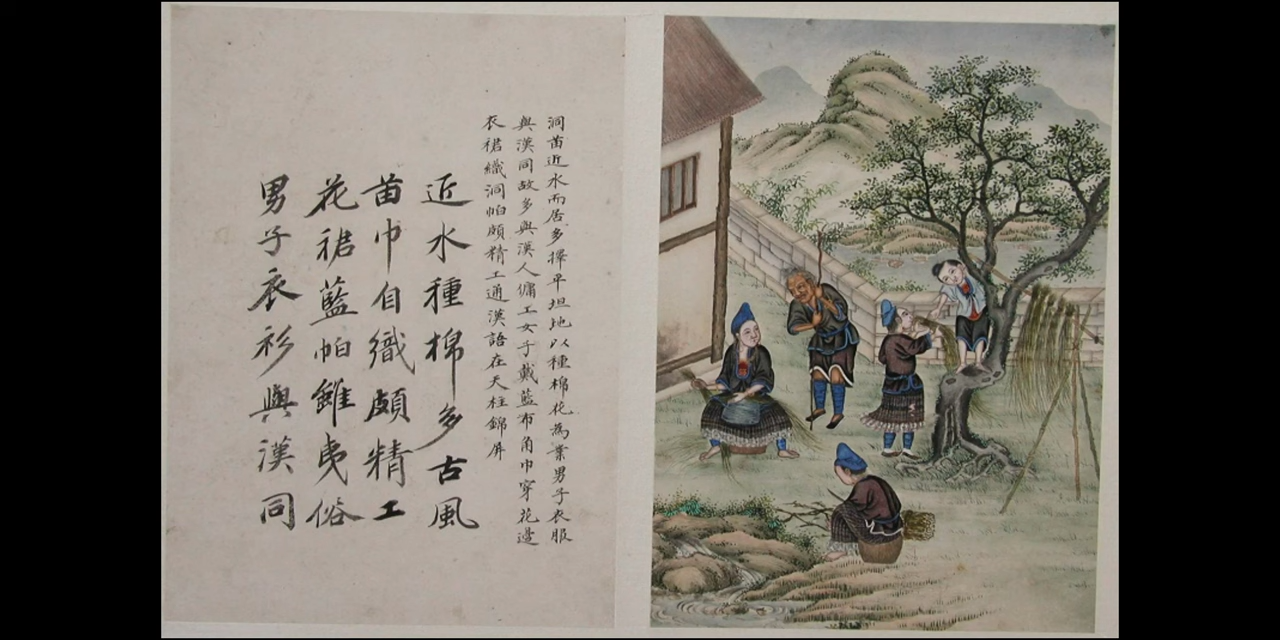 洞苗近水而居多擇平坦地以種棉花為業男子衣服
與漢同故多與漢人傭工女子戴藍布角巾穿花邊
衣裙織洞帕頗精工通漢語在天柱錦屏
近水種棉多古風
苗巾自織頗精工
花裙藍帕雖夷俗
男子衣衫與漢同